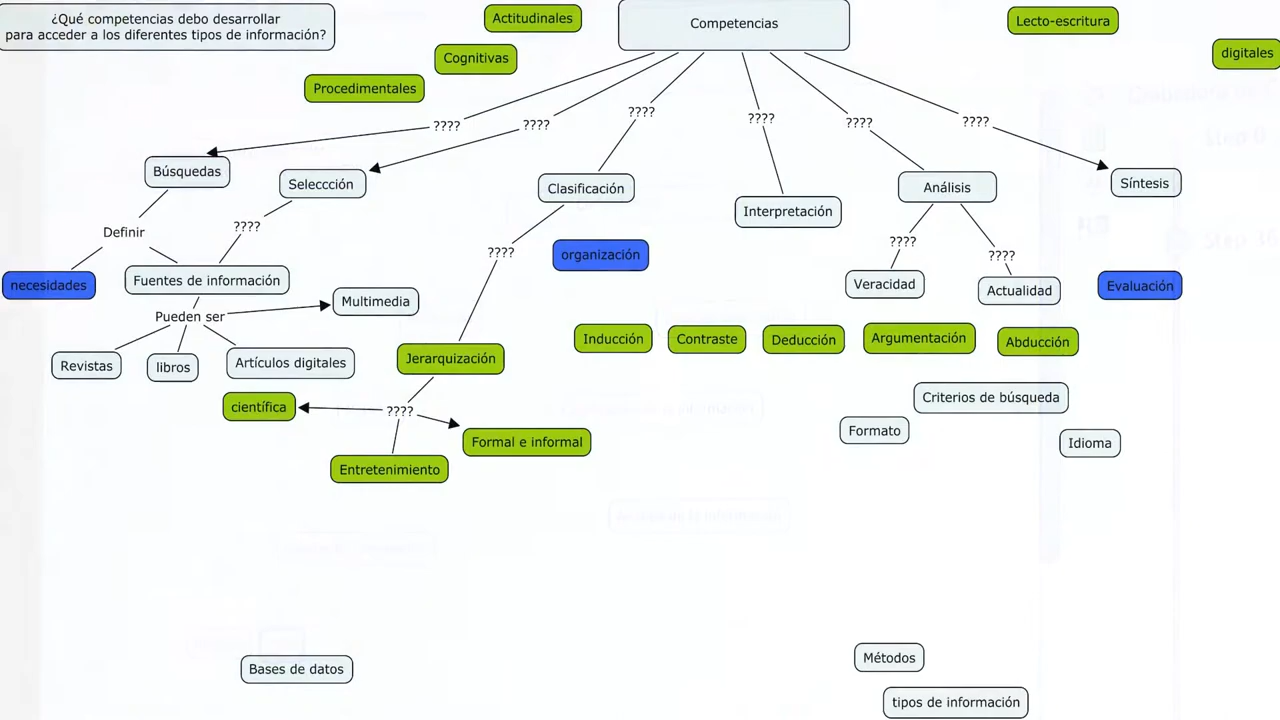 ¿Qué competencias debo desarrollar
para acceder a los diferentes tipos de información?
Actitudinales
Competencias
Lecto-escritura
Cognitivas
digitales
Procedimentales
????
????
????
????
????
????
Búsquedas
Seleccción
Clasificación
Interpretación
Análisis
Síntesis
Definir
????
????
organización
????
????
necesidades
Fuentes de información
Veracidad
Actualidad
Evaluación
Pueden ser
Multimedia
Inducción
Contraste
Deducción
Argumentación
Abducción
Revistas
libros
Artículos digitales
Jerarquización
científica
????
Formal e informal
Entretenimiento
Criterios de búsqueda
Formato
Idioma
Bases de datos
Métodos
tipos de información